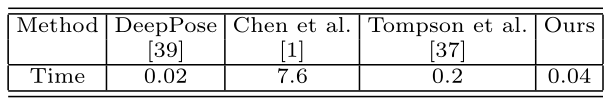 Method DeepPose Chen et al. Tompson et al. Ours
[39] [1] [37]
Time 0.02 7.6 0.2 0.04